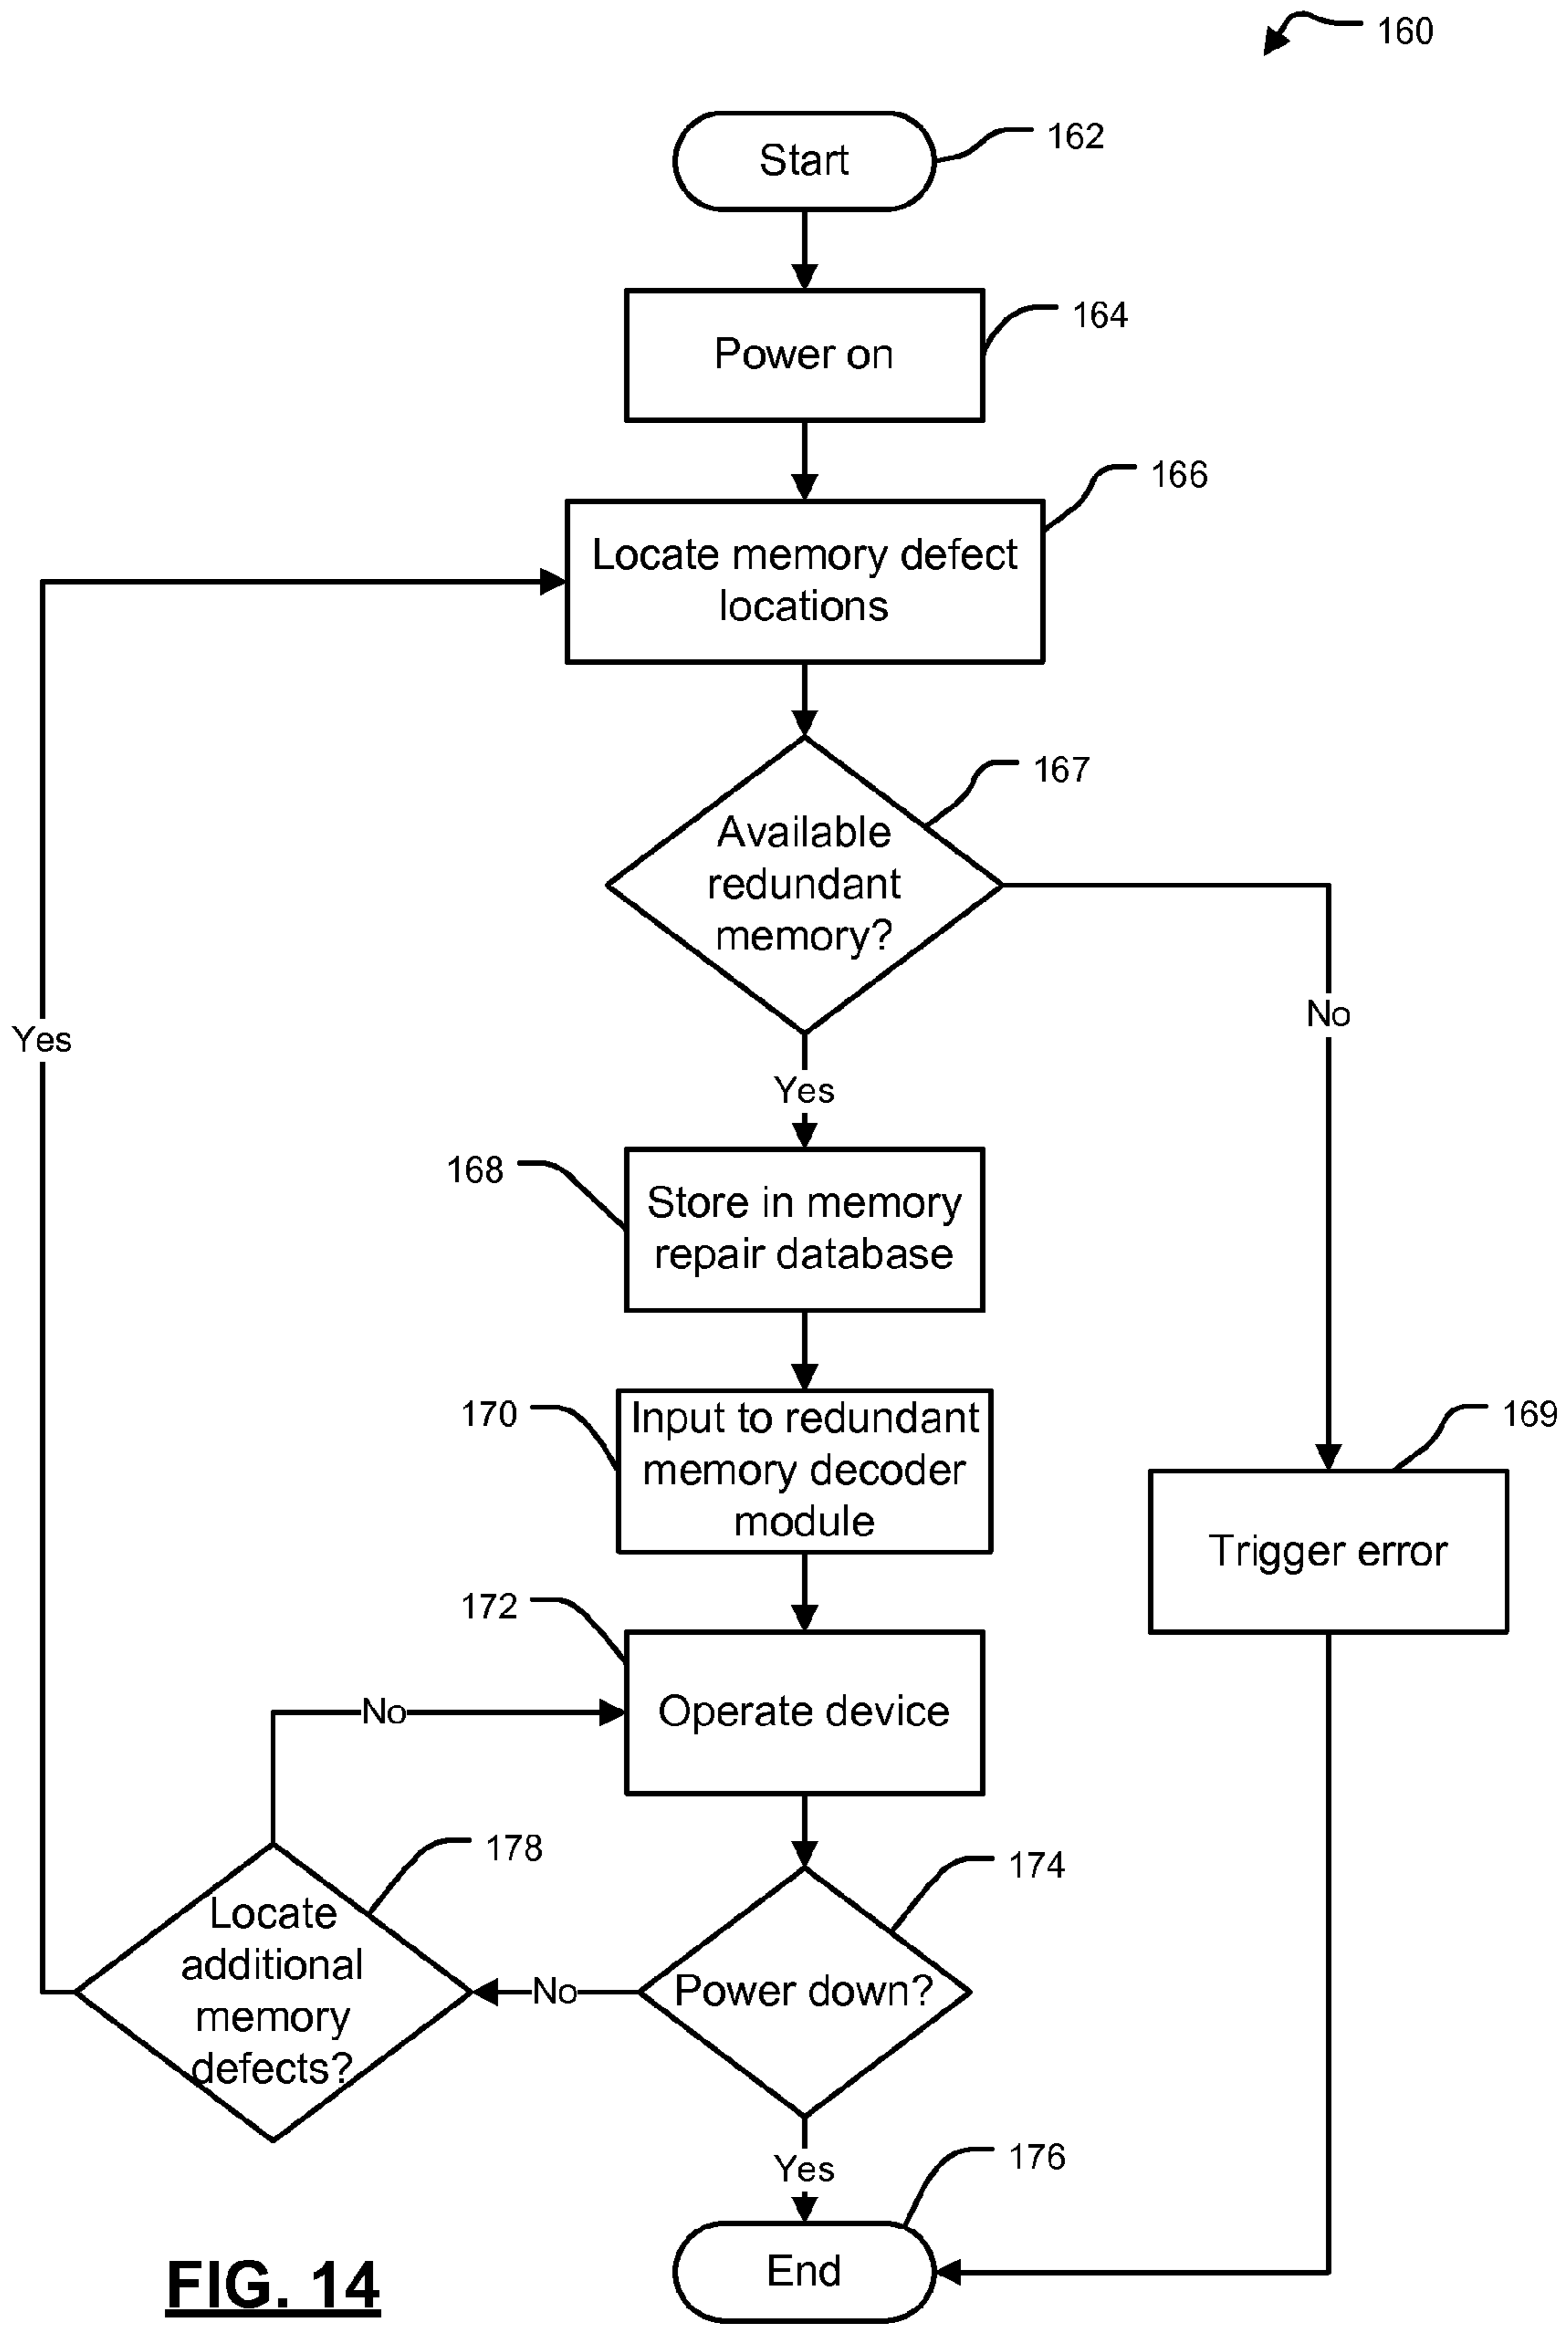 160
Start
162
Power on
164
166
Locate memory defect
locations
167
Available
redundant
memory?
No
Yes
Yes
168
Store in memory
repair database
170
Input to redundant
memory decoder
module
169
Trigger error
172
Operate device
No
178
Locate
additional
memory
defects?
174
Power down?
No
Yes
176
End
FIG. 14